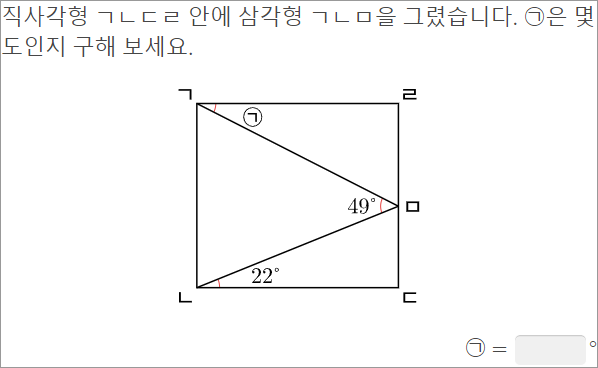 직사각형 ㄱㄴㄷㄹ 안에 삼각형 ㄱㄴㅁ을 그렸습니다. ㉠은 몇
도인지 구해 보세요.
ㄱ
ㄹ
㉠
49°
ㅁ
22°
ㄴ
ㄷ
㉠ = °